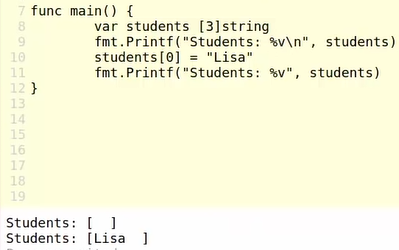 7 func main() {
8 var students [3]string
9 fmt.Printf("Students: %v\n", students)
10 students[0] = "Lisa"
11 fmt.Printf("Students: %v", students)
12 }
13
14
15
16
17
18
19
Students: [  ]
Students: [Lisa  ]